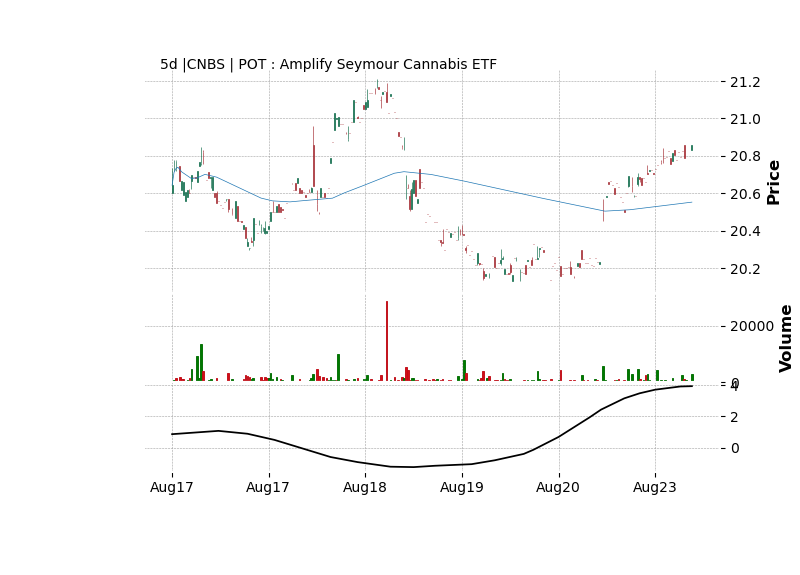 5d |CNBS | POT : Amplify Seymour Cannabis ETF
21.2
21.0
20.8
20.6
20.4
20.2
Price
20000
0
Volume
4
2
0
Aug17 Aug17 Aug18 Aug19 Aug20 Aug23